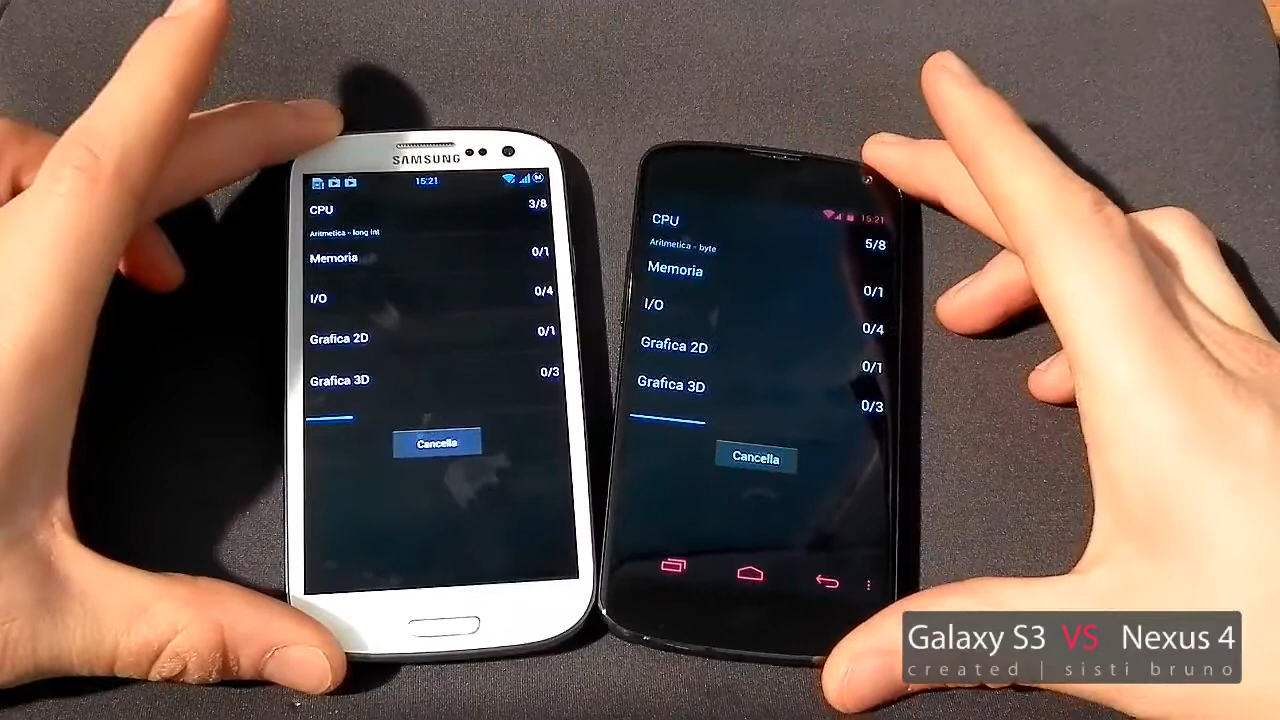 SAMSUNG
15:21
CPU 3/8
Aritmetica - long int
Memoria 0/1
I/O 0/4
Grafica 2D 0/1
Grafica 3D 0/3
Cancella
15:21
CPU 5/8
Aritmetica - byte
Memoria 0/1
I/O 0/4
Grafica 2D 0/1
Grafica 3D 0/3
Cancella
Galaxy S3 VS Nexus 4
created | sisti bruno